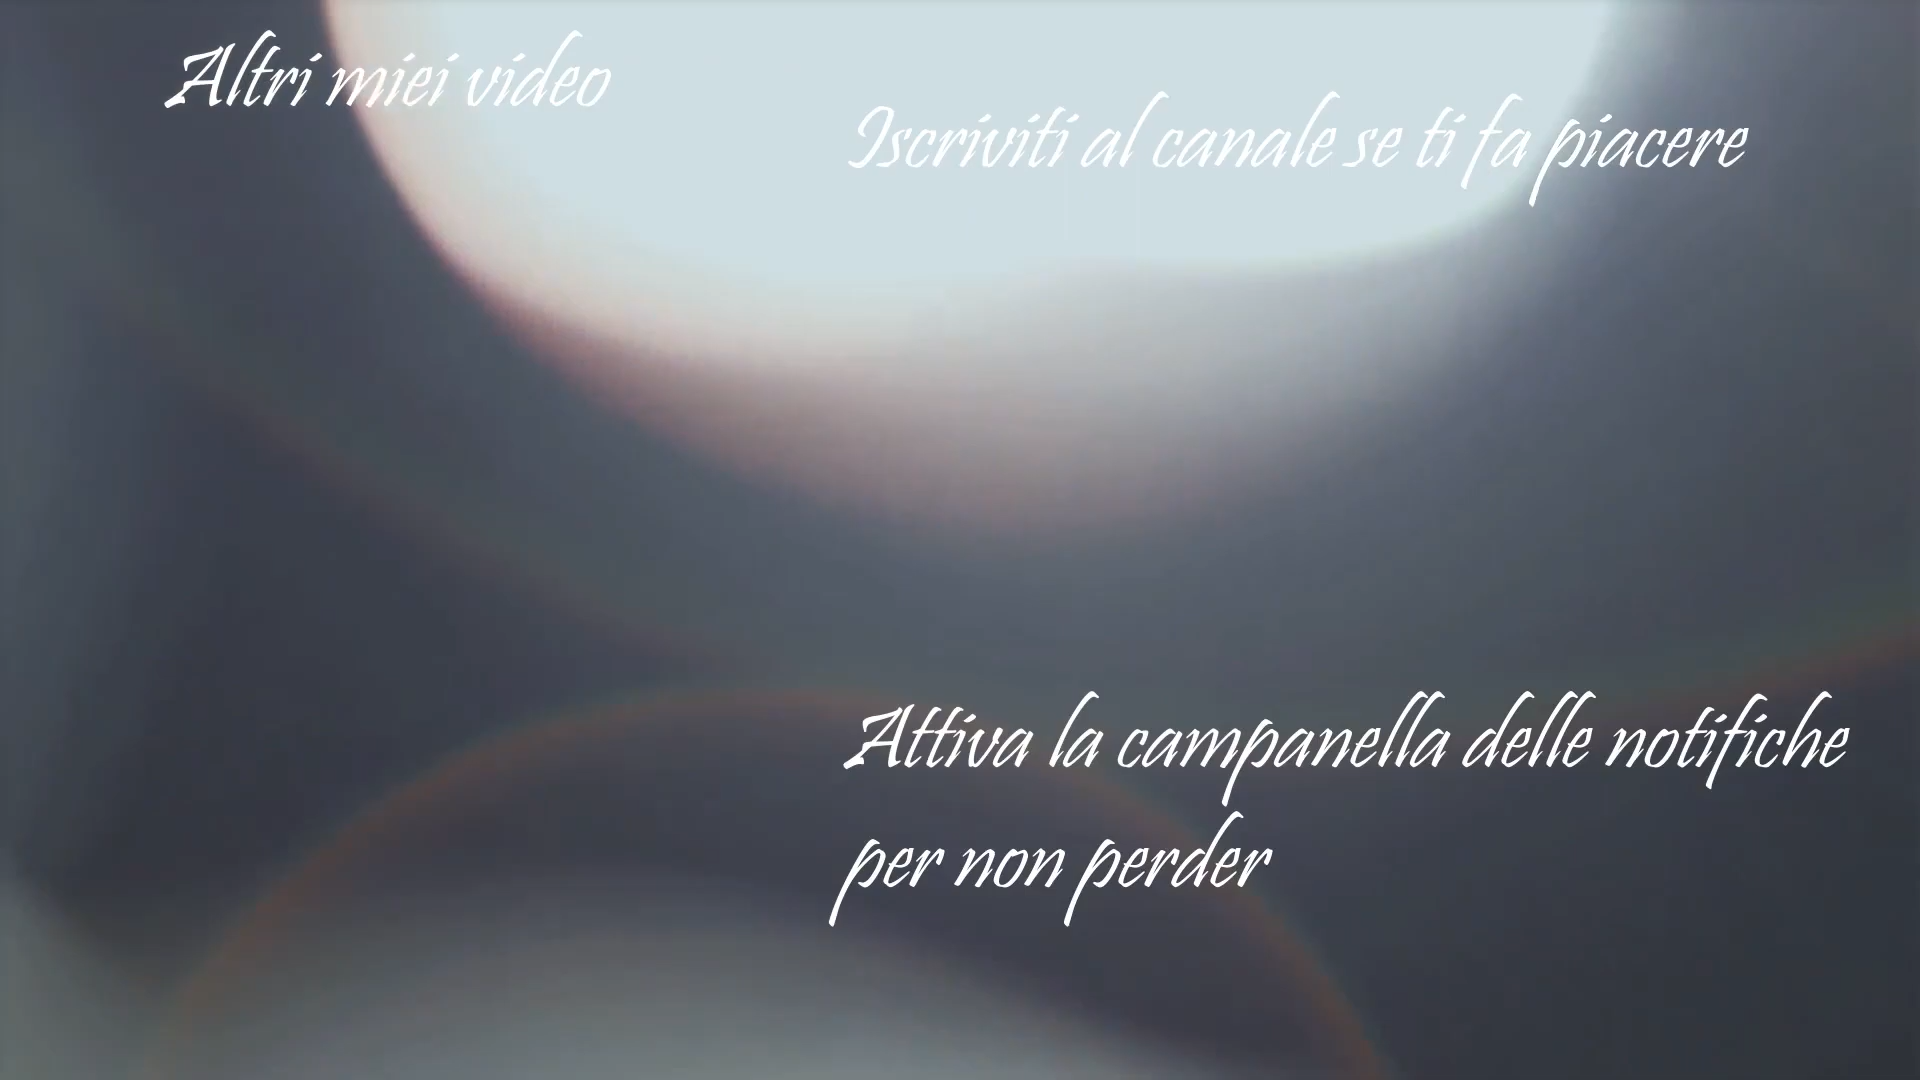 Altri miei video
Iscriviti al canale se ti fa piacere
Attiva la campanella delle notifiche
per non perder